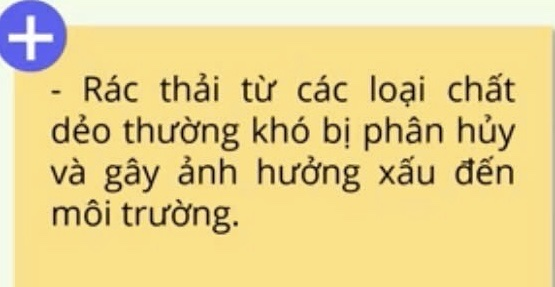 - Rác thải từ các loại chất
dẻo thường khó bị phân hủy
và gây ảnh hưởng xấu đến
môi trường.